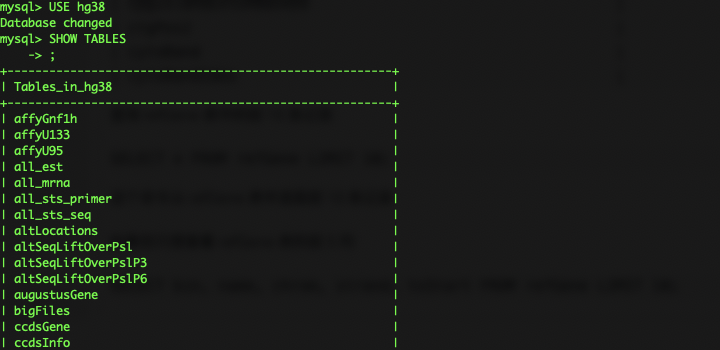 mysql> USE hg38
Database changed
mysql> SHOW TABLES
    -> ;
+----------------------------------------------------+
| Tables_in_hg38                                     |
+----------------------------------------------------+
| affyGnf1h                                          |
| affyU133                                           |
| affyU95                                            |
| all_est                                            |
| all_mrna                                           |
| all_sts_primer                                     |
| all_sts_seq                                        |
| altLocations                                       |
| altSeqLiftOverPsl                                  |
| altSeqLiftOverPslP3                                |
| altSeqLiftOverPslP6                                |
| augustusGene                                       |
| bigFiles                                           |
| ccdsGene                                           |
| ccdsInfo                                           |